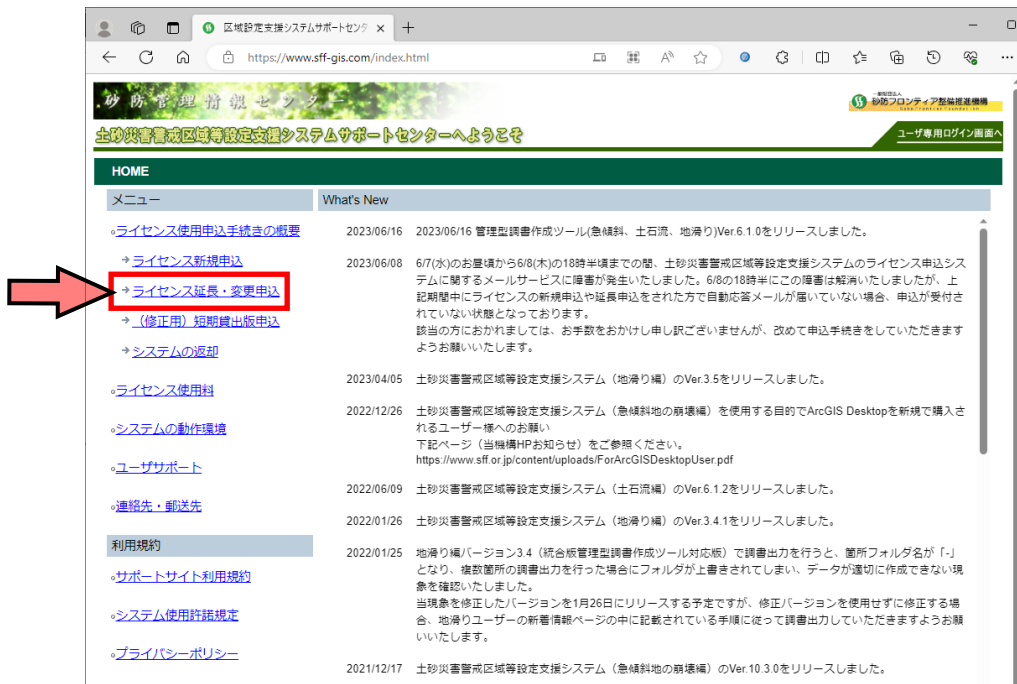 区域設定支援システムサポートセンタ
https://www.sff-gis.com/index.html
砂防管理情報センター
一般財団法人
砂防フロンティア整備推進機構
土砂災害警戒区域等設定支援システムサポートセンターへようこそ
ユーザ専用ログイン画面へ
HOME
メニュー
ライセンス使用申込手続きの概要
ライセンス新規申込
ライセンス延長・変更申込
（修正用）短期貸出版申込
システムの返却
ライセンス使用料
システムの動作環境
ユーザサポート
連絡先・郵送先
利用規約
サポートサイト利用規約
システム使用許諾規定
プライバシーポリシー
What's New
2023/06/16 2023/06/16 管理型調書作成ツール(急傾斜、土石流、地滑り)Ver.6.1.0をリリースしました。
2023/06/08 6/7(水)のお昼頃から6/8(木)の18時半頃までの間、土砂災害警戒区域等設定支援システムのライセンス申込シス
テムに関するメールサービスに障害が発生いたしました。6/8の18時半にこの障害は解消いたしましたが、上
記期間中にライセンスの新規申込や延長申込をされた方で自動応答メールが届いていない場合、申込が受付さ
れていない状態となっております。
該当の方におかれましては、お手数をおかけし申し訳ございませんが、改めて申込手続きをしていただきます
ようお願いいたします。
2023/04/05 土砂災害警戒区域等設定支援システム（地滑り編）のVer.3.5をリリースしました。
2022/12/26 土砂災害警戒区域等設定支援システム（急傾斜地の崩壊編）を使用する目的でArcGIS Desktopを新規で購入さ
れるユーザー様へのお願い
下記ページ（当機構HPお知らせ）をご参照ください。
https://www.sff.or.jp/content/uploads/ForArcGISDesktopUser.pdf
2022/06/09 土砂災害警戒区域等設定支援システム（土石流編）のVer.6.1.2をリリースしました。
2022/01/26 土砂災害警戒区域等設定支援システム（地滑り編）のVer.3.4.1をリリースしました。
2022/01/25 地滑り編バージョン3.4（統合版管理型調書作成ツール対応版）で調書出力を行うと、箇所フォルダ名が「-」
となり、複数箇所の調書出力を行った場合にフォルダが上書きされてしまい、データが適切に作成できない現
象を確認いたしました。
当現象を修正したバージョンを1月26日にリリースする予定ですが、修正バージョンを使用せずに修正する場
合、地滑りユーザーの新着情報ページの中に記載されている手順に従って調書出力していただきますようお願
いいたします。
2021/12/17 土砂災害警戒区域等設定支援システム（急傾斜地の崩壊編）のVer.10.3.0をリリースしました。